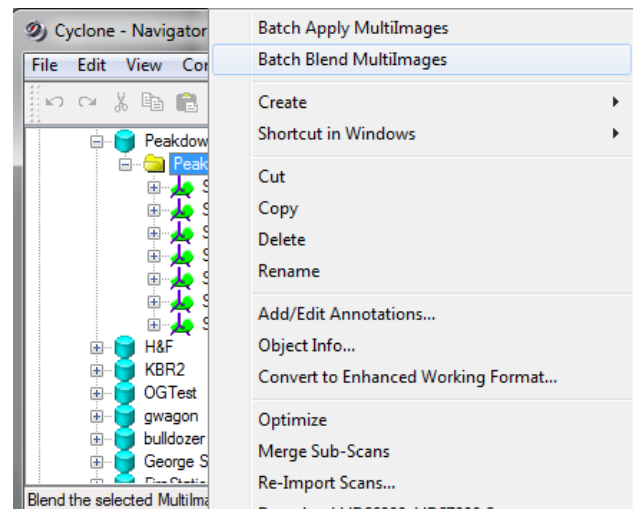 Cyclone - Navigator
File Edit View
Peakdow
Peak
S
S
S
S
S
S
S
H&F
KBR2
OGTest
gwagon
bulldozer
George S
Blend the selected MultiIma
Batch Apply MultiImages
Batch Blend MultiImages
Create
Shortcut in Windows
Cut
Copy
Delete
Rename
Add/Edit Annotations...
Object Info...
Convert to Enhanced Working Format...
Optimize
Merge Sub-Scans
Re-Import Scans...